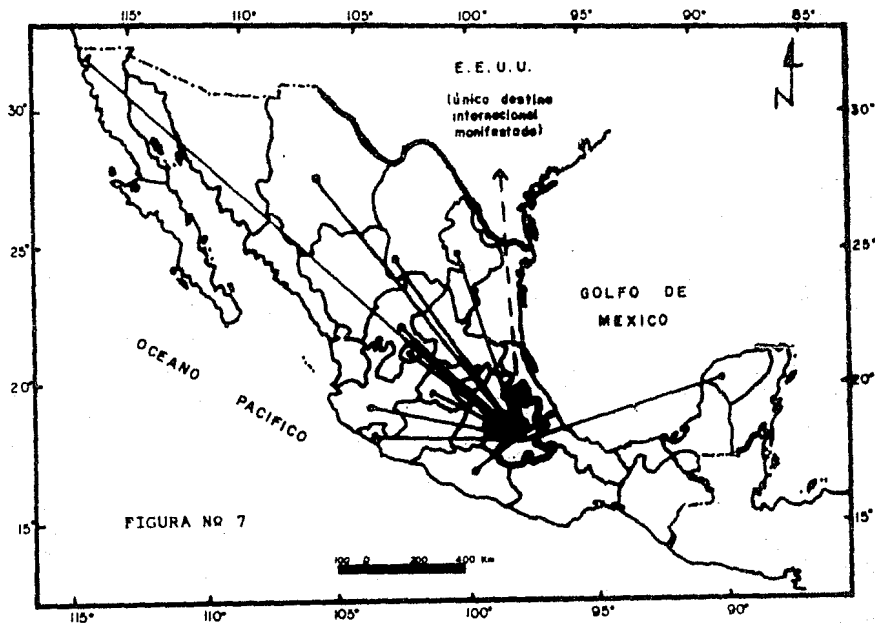 115° 110° 105° 100° 95° 90° 85°
E.E.U.U.
(único destino
internacional
manifestado)
N
30° 30°
25° 25°
GOLFO DE
MEXICO
OCEANO
PACIFICO
20° 20°
15° 15°
FIGURA Nº 7
100 0 200 400 Km
115° 110° 105° 100° 95° 90°